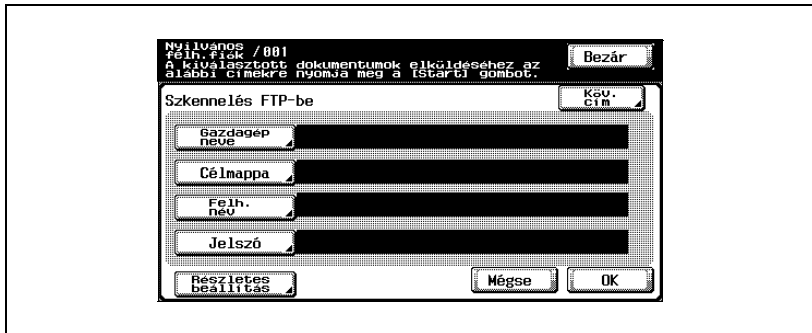 Nyilvános
felh.fiók /001
A kiválasztott dokumentumok elküldéséhez az
alábbi címekre nyomja meg a [Start] gombot.
Bezár
Szkennelés FTP-be
Köv.
cím
Gazdagép
neve
Célmappa
Felh.
név
Jelszó
Részletes
beállítás
Mégse
OK